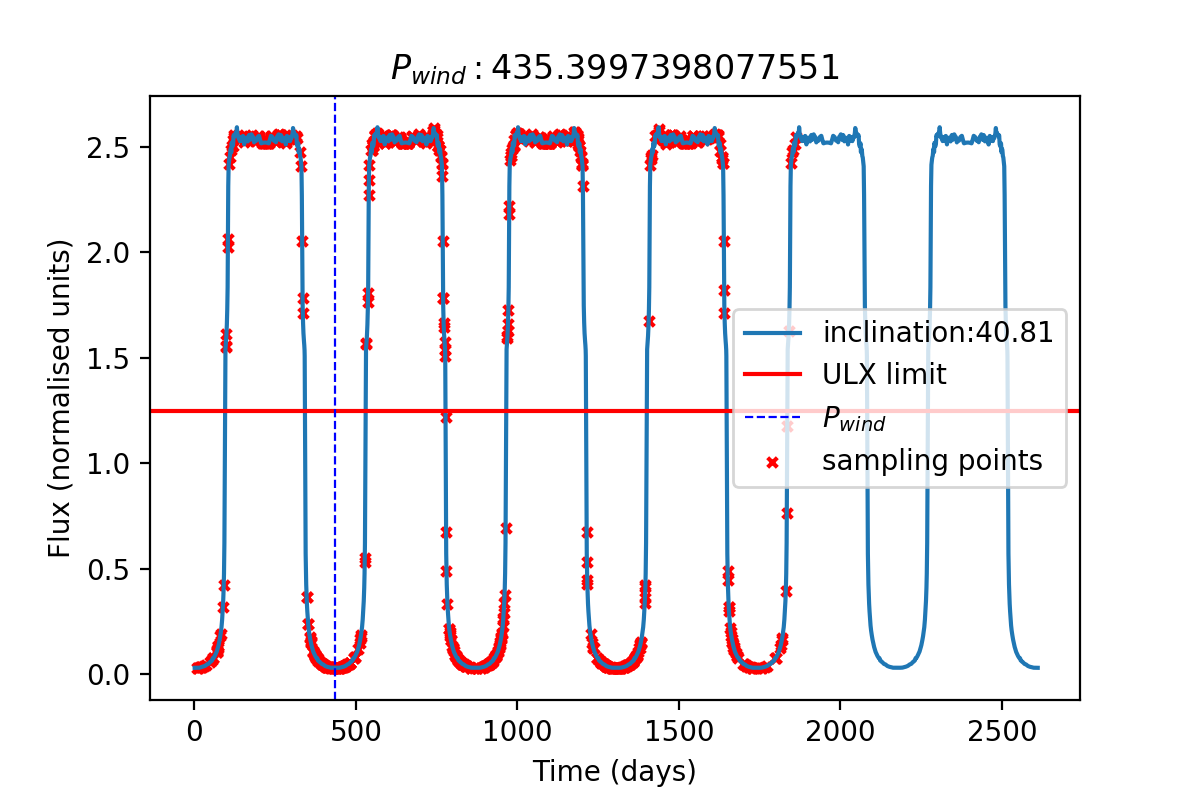 P_wind : 435.3997398077551
Flux (normalised units)
2.5
2.0
1.5
1.0
0.5
0.0
inclination:40.81
ULX limit
P_wind
sampling points
0 500 1000 1500 2000 2500
Time (days)